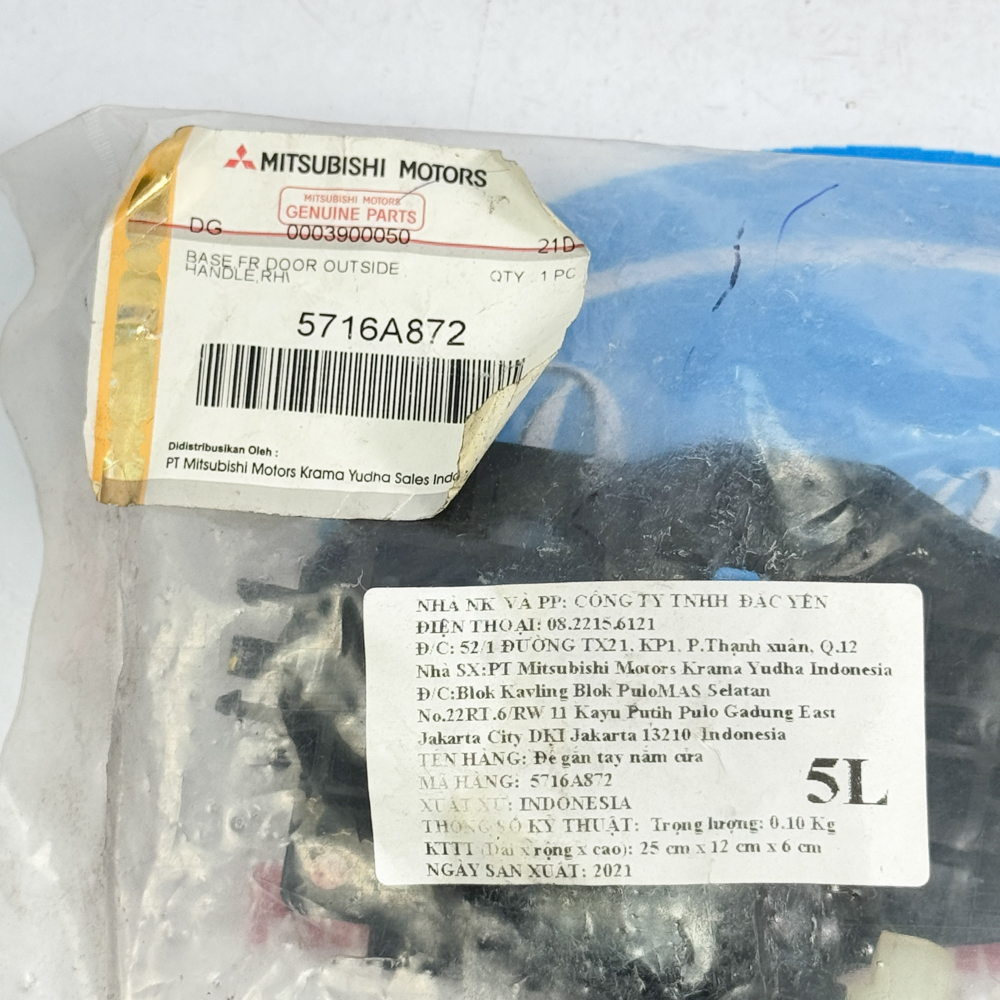 MITSUBISHI MOTORS
MITSUBISHI MOTORS
GENUINE PARTS
DG 0003900050 21D
BASE,FR DOOR OUTSIDE
HANDLE,RH\ QTY : 1 PC
5716A872
Didistribusikan Oleh :
PT Mitsubishi Motors Krama Yudha Sales Indo
NHÀ NK VÀ PP: CÔNG TY TNHH ĐẮC YẾN
ĐIỆN THOẠI: 08.2215.6121
Đ/C: 52/1 ĐƯỜNG TX21, KP1, P.Thạnh xuân, Q.12
Nhà SX:PT Mitsubishi Motors Krama Yudha Indonesia
Đ/C:Blok Kavling Blok PuloMAS Selatan
No.22RT.6/RW 11 Kayu Putih Pulo Gadung East
Jakarta City DKI Jakarta 13210 Indonesia
TÊN HÀNG: Đế gắn tay nắm cửa
MÃ HÀNG: 5716A872
XUẤT XỨ: INDONESIA
5L
THÔNG SỐ KỸ THUẬT: Trọng lượng: 0.10 Kg
KTTT (Dài x rộng x cao): 25 cm x 12 cm x 6 cm
NGÀY SẢN XUẤT: 2021